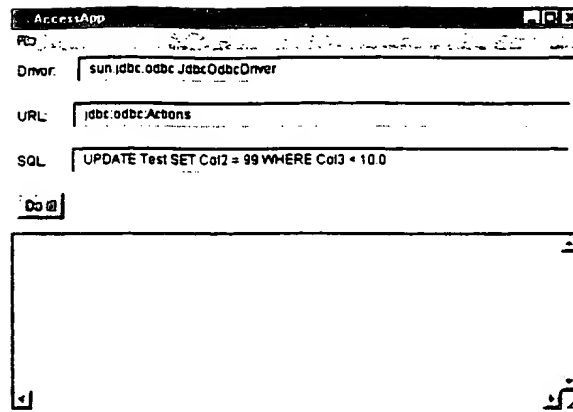 AccessApp
Driver: sun.jdbc.odbc.JdbcOdbcDriver
URL: jdbc:odbc:Actions
SQL: UPDATE Test SET Col2 = 99 WHERE Col3 < 10.0
Do it